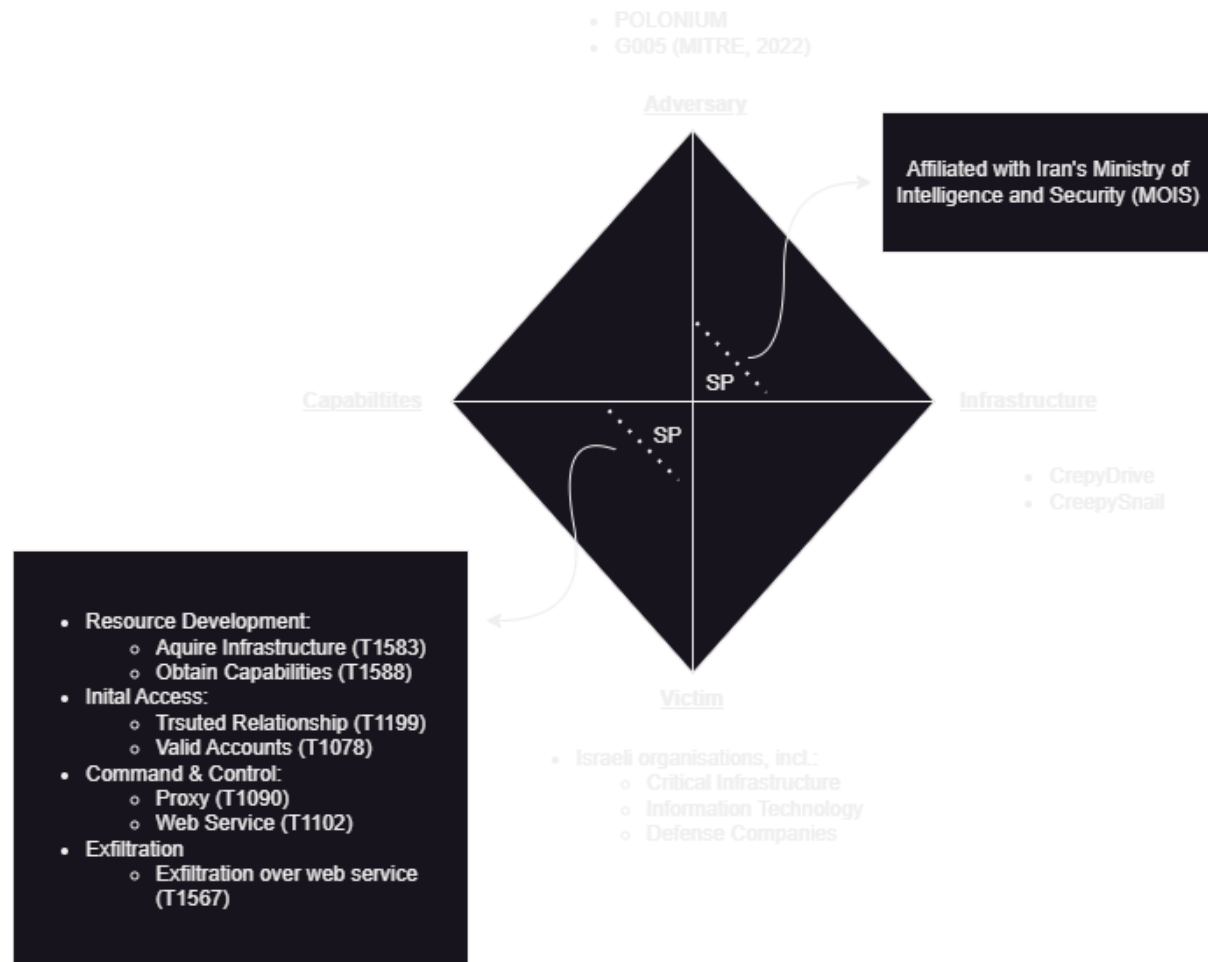 POLONIUM
G005 (MITRE, 2022)
Adversary
Affiliated with Iran's Ministry of
Intelligence and Security (MOIS)
SP
Capabiltites
Infrastructure
SP
CrepyDrive
CreepySnail
Resource Development:
Aquire Infrastructure (T1583)
Obtain Capabilities (T1588)
Inital Access:
Trsuted Relationship (T1199)
Valid Accounts (T1078)
Command & Control:
Proxy (T1090)
Web Service (T1102)
Exfiltration
Exfiltration over web service
(T1567)
Victim
Israeli organisations, incl.:
Critical Infrastructure
Information Technology
Defense Companies